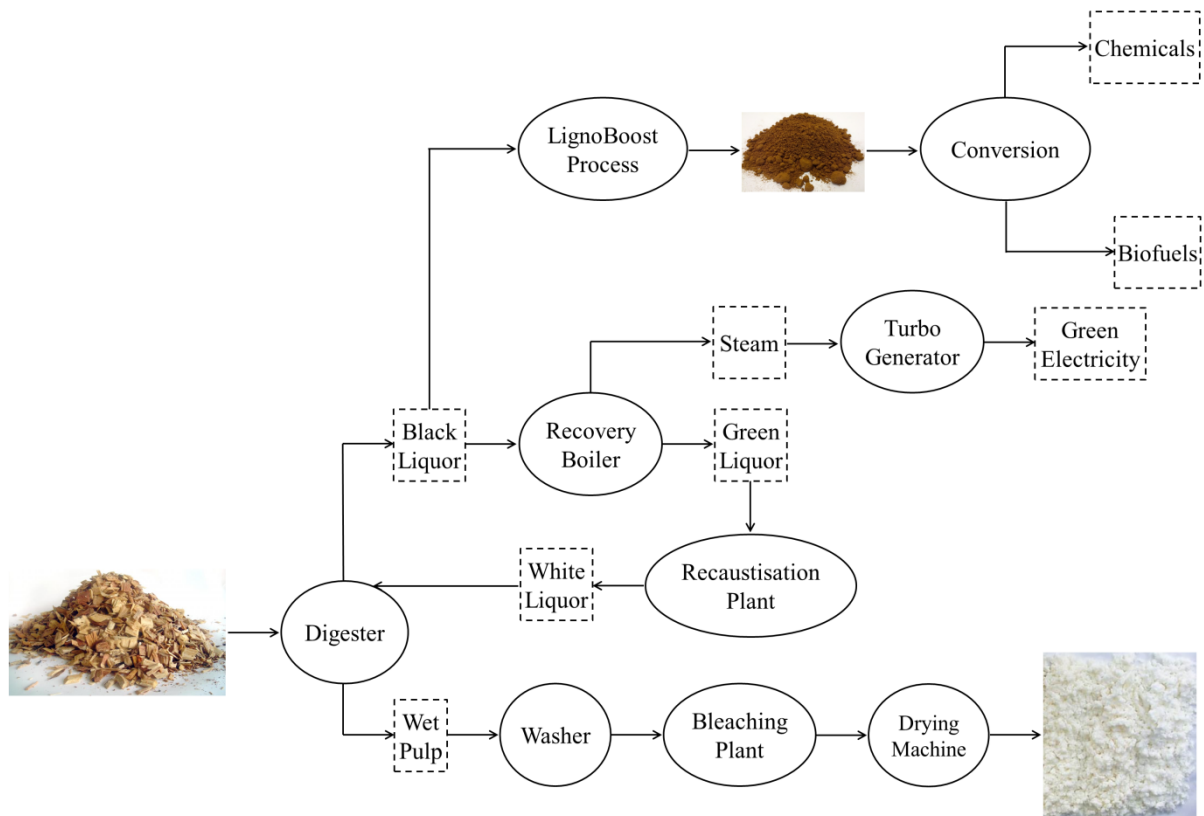 Chemicals
LignoBoost
Process
Conversion
Biofuels
Steam
Turbo
Generator
Green
Electricity
Black
Liquor
Recovery
Boiler
Green
Liquor
White
Liquor
Recaustisation
Plant
Digester
Wet
Pulp
Washer
Bleaching
Plant
Drying
Machine